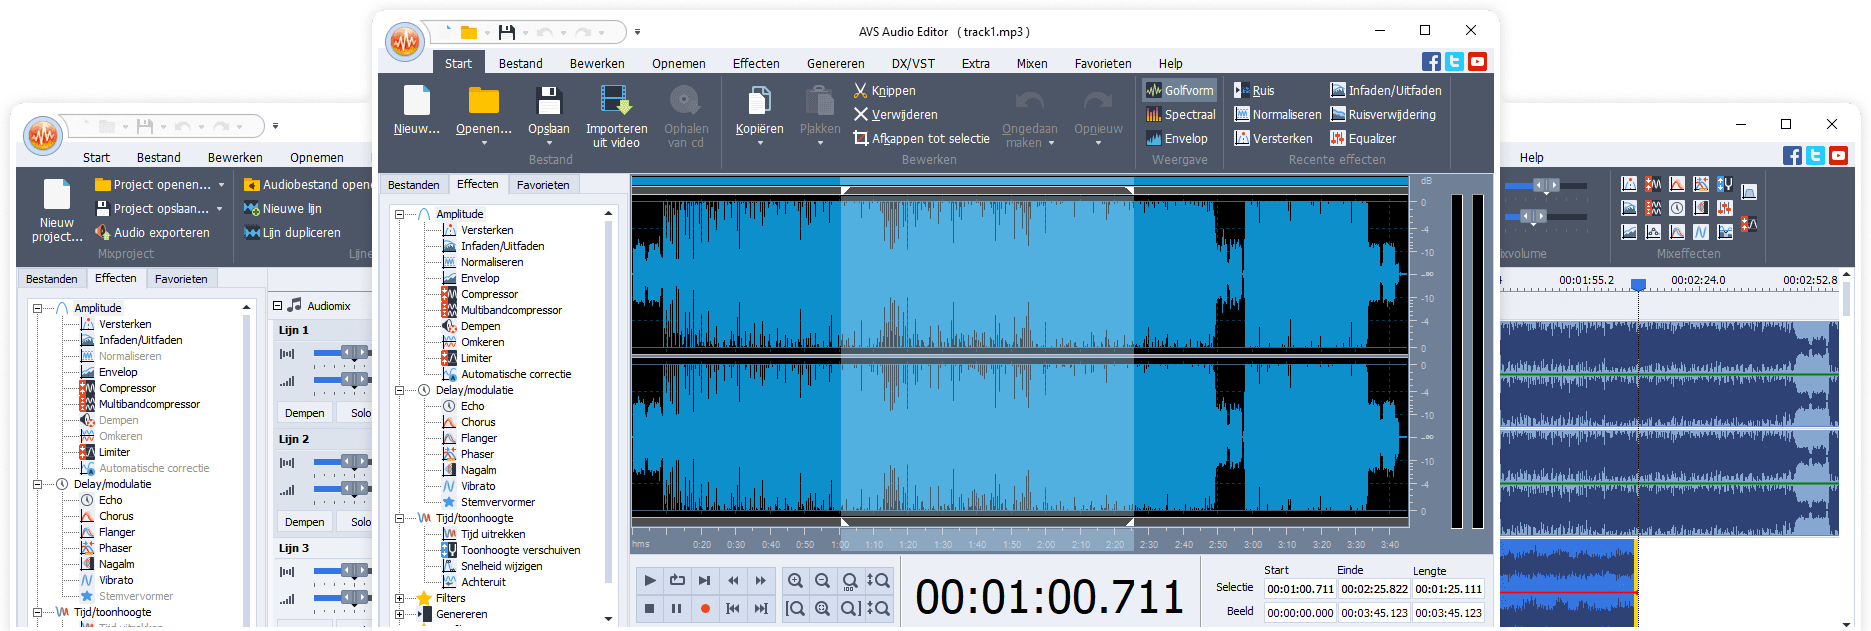 AVS Audio Editor ( track1.mp3 )
Start Bestand Bewerken Opnemen Effecten Genereren DX/VST Extra Mixen Favorieten Help
Nieuw... Openen... Opslaan Importeren uit video Ophalen van cd
Bestand
Kopiëren Plakken Knippen Verwijderen Afkappen tot selectie Ongedaan maken Opnieuw
Bewerken
Golfvorm
Spectraal
Envelop
Weergave
Ruis Infaden/Uitfaden
Normaliseren Ruisverwijdering
Versterken Equalizer
Recente effecten
Bestanden Effecten Favorieten
Amplitude
Versterken
Infaden/Uitfaden
Normaliseren
Envelop
Compressor
Multibandcompressor
Dempen
Omkeren
Limiter
Automatische correctie
Delay/modulatie
Echo
Chorus
Flanger
Phaser
Nagalm
Vibrato
Stemvervormer
Tijd/toonhoogte
Tijd uitrekken
Toonhoogte verschuiven
Snelheid wijzigen
Achteruit
Filters
Genereren
dB
0
-4
-10
-∞
-10
-4
0
0
-4
-10
-∞
-10
-4
0
hms 0:20 0:30 0:40 0:50 1:00 1:10 1:20 1:30 1:40 1:50 2:00 2:10 2:20 2:30 2:40 2:50 3:00 3:10 3:20 3:30 3:40
00:01:00.711
Start Einde Lengte
Selectie 00:01:00.711 00:02:25.822 00:01:25.111
Beeld 00:00:00.000 00:03:45.123 00:03:45.123
Start Bestand Bewerken Opnemen
Nieuw project...
Project openen...
Project opslaan...
Audio exporteren
Mixproject
Audiobestand opene
Nieuwe lijn
Lijn dupliceren
Lijne
Bestanden Effecten Favorieten
Amplitude
Versterken
Infaden/Uitfaden
Normaliseren
Envelop
Compressor
Multibandcompressor
Dempen
Omkeren
Limiter
Automatische correctie
Delay/modulatie
Echo
Chorus
Flanger
Phaser
Nagalm
Vibrato
Stemvervormer
Tijd/toonhoogte
Tijd uitrekken
Audiomix
Lijn 1
Dempen Solo
Lijn 2
Dempen Solo
Lijn 3
Help
ixvolume
Mixeffecten
00:01:55.2 00:02:24.0 00:02:52.8